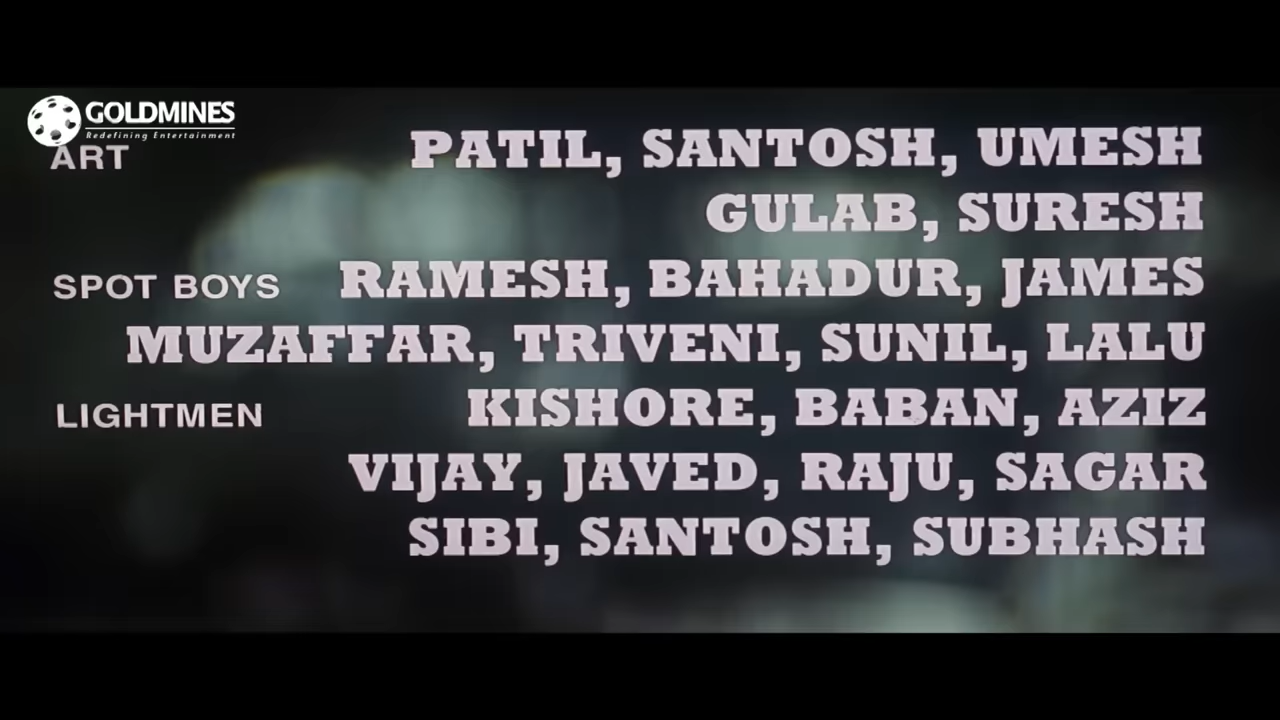 GOLDMINES
Redefining Entertainment
ART PATIL, SANTOSH, UMESH
GULAB, SURESH
SPOT BOYS RAMESH, BAHADUR, JAMES
MUZAFFAR, TRIVENI, SUNIL, LALU
LIGHTMEN KISHORE, BABAN, AZIZ
VIJAY, JAVED, RAJU, SAGAR
SIBI, SANTOSH, SUBHASH